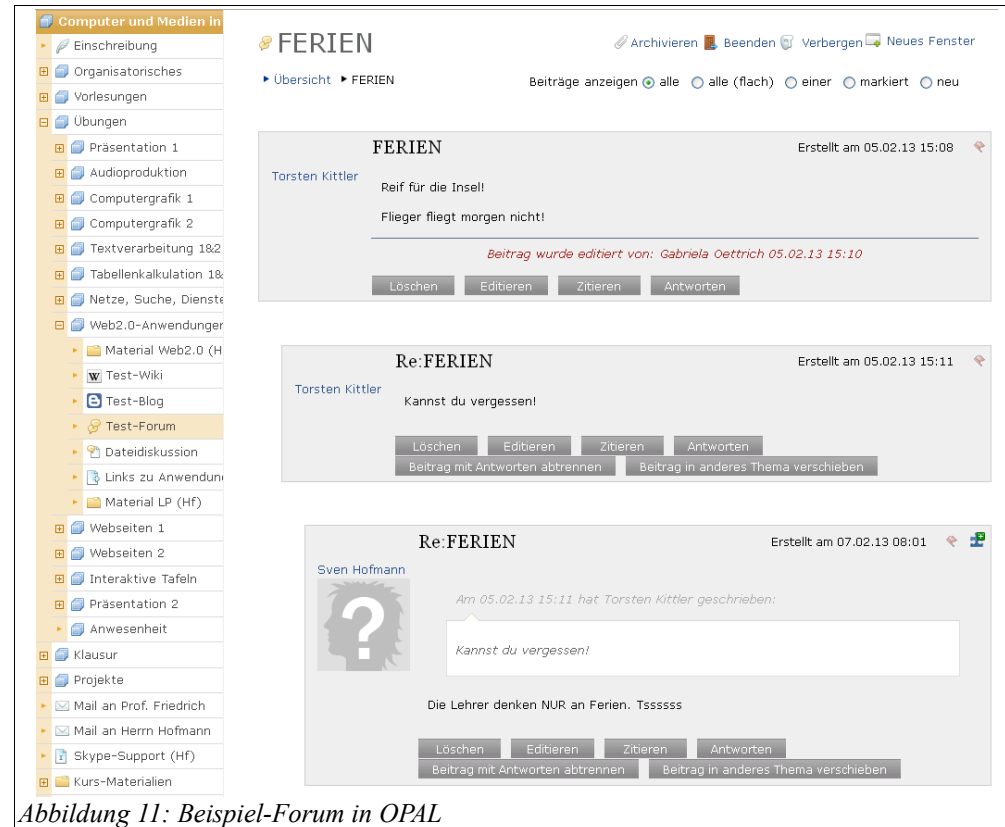 Computer und Medien in
Einschreibung
Organisatorisches
Vorlesungen
Übungen
Präsentation 1
Audioproduktion
Computergrafik 1
Computergrafik 2
Textverarbeitung 1&2
Tabellenkalkulation 1&
Netze, Suche, Dienste
Web2.0-Anwendungen
Material Web2.0 (H
Test-Wiki
Test-Blog
Test-Forum
Dateidiskussion
Links zu Anwendun
Material LP (Hf)
Webseiten 1
Webseiten 2
Interaktive Tafeln
Präsentation 2
Anwesenheit
Klausur
Projekte
Mail an Prof. Friedrich
Mail an Herrn Hofmann
Skype-Support (Hf)
Kurs-Materialien
FERIEN
Archivieren Beenden Verbergen Neues Fenster
Übersicht FERIEN
Beiträge anzeigen alle alle (flach) einer markiert neu
FERIEN Erstellt am 05.02.13 15:08
Torsten Kittler
Reif für die Insel!
Flieger fliegt morgen nicht!
Beitrag wurde editiert von: Gabriela Oettrich 05.02.13 15:10
Löschen Editieren Zitieren Antworten
Re:FERIEN Erstellt am 05.02.13 15:11
Torsten Kittler
Kannst du vergessen!
Löschen Editieren Zitieren Antworten
Beitrag mit Antworten abtrennen Beitrag in anderes Thema verschieben
Re:FERIEN Erstellt am 07.02.13 08:01
Sven Hofmann
Am 05.02.13 15:11 hat Torsten Kittler geschrieben:
Kannst du vergessen!
Die Lehrer denken NUR an Ferien. Tssssss
Löschen Editieren Zitieren Antworten
Beitrag mit Antworten abtrennen Beitrag in anderes Thema verschieben
Abbildung 11: Beispiel-Forum in OPAL